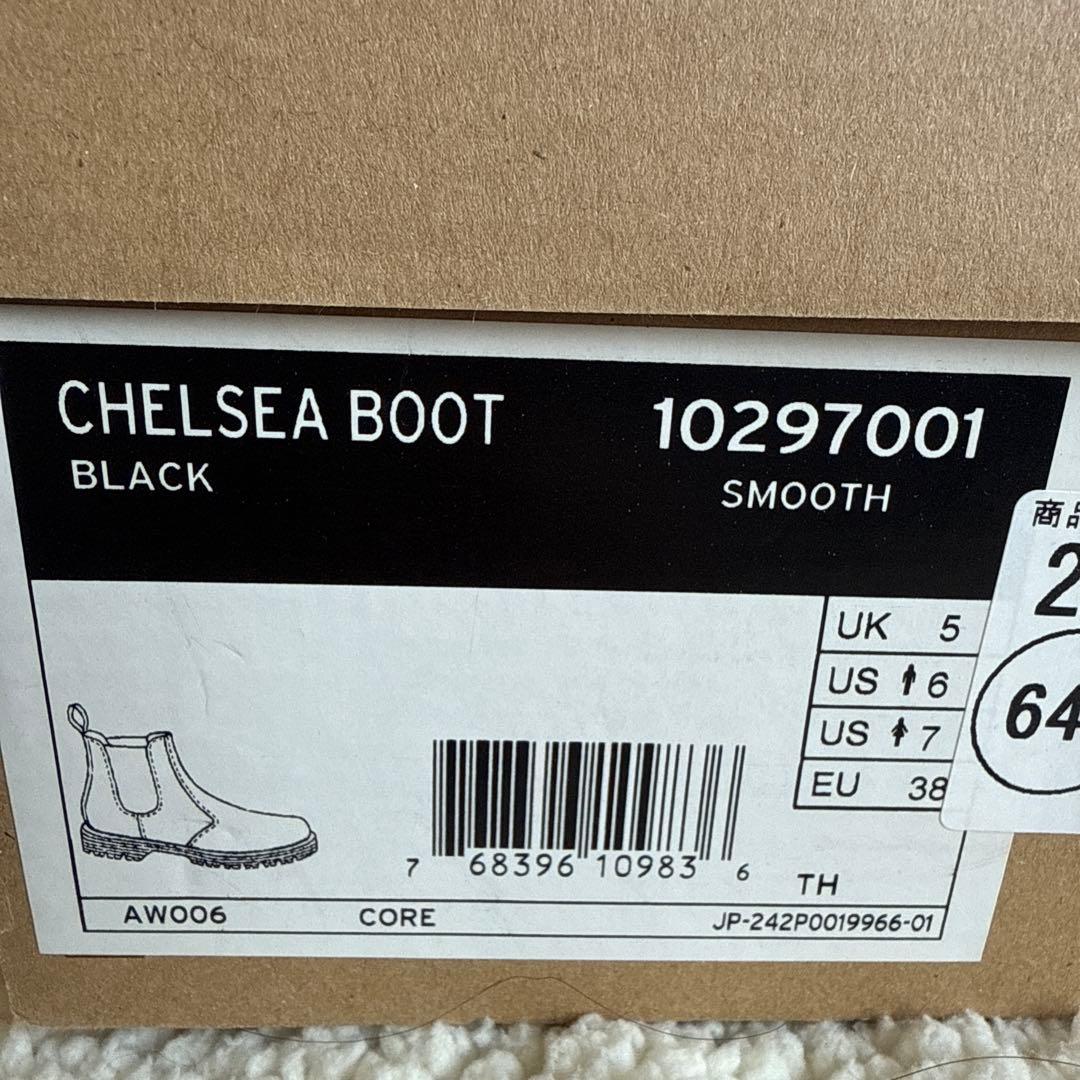 CHELSEA BOOT 10297001
BLACK SMOOTH
UK 5
US 6
US 7
EU 38
7 68396 10983 6
TH
AW006 CORE JP-242P0019966-01
商品
2
64